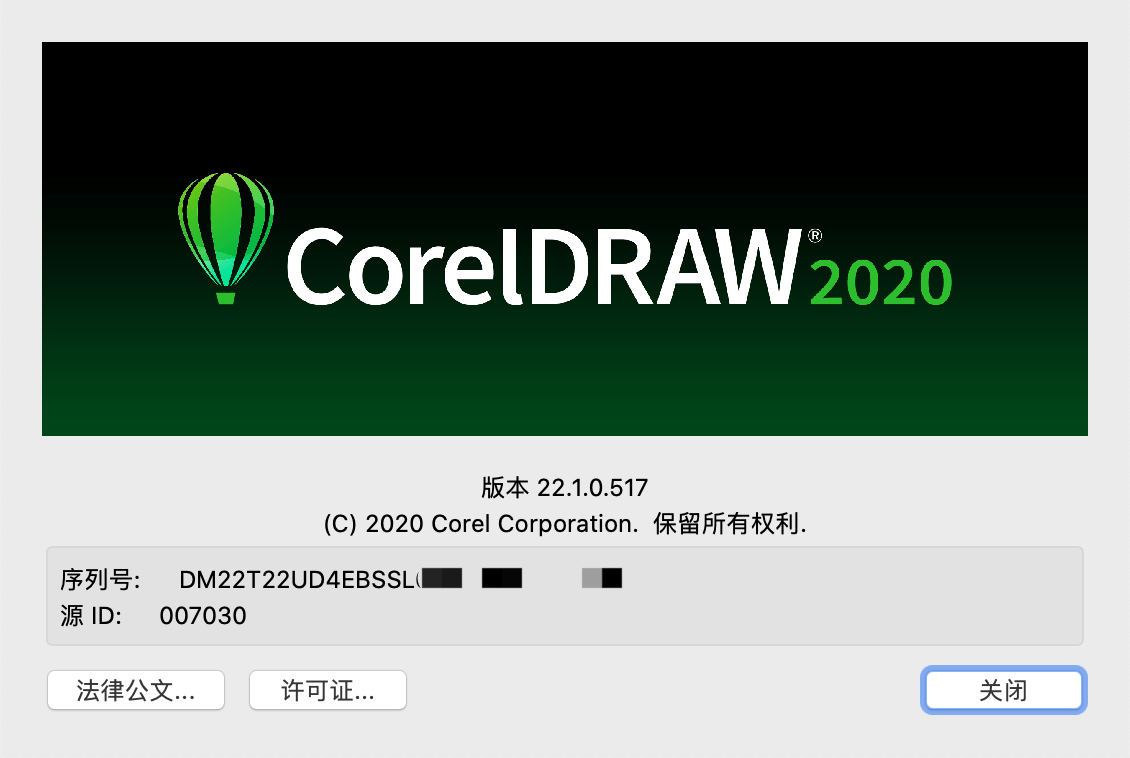 CorelDRAW® 2020
版本 22.1.0.517
(C) 2020 Corel Corporation. 保留所有权利.
序列号: DM22T22UD4EBSSL
源 ID: 007030
法律公文... 许可证... 关闭